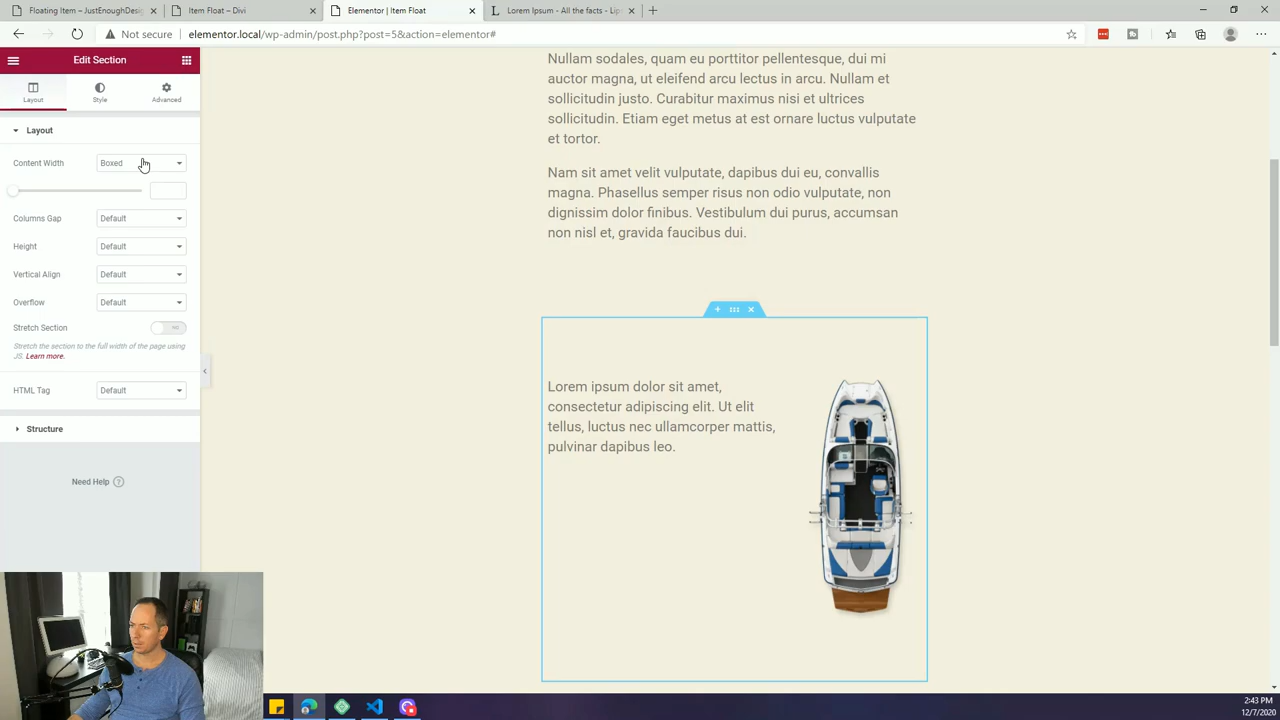 Floating Item – JustEnoughDesig
Item Float – Divi
Elementor | Item Float
Lorem Ipsum - All the facts - Lip
Not secure
elementor.local/wp-admin/post.php?post=5&action=elementor#
Edit Section
Layout
Style
Advanced
Layout
Content Width
Boxed
Columns Gap
Default
Height
Default
Vertical Align
Default
Overflow
Default
Stretch Section
NO
Stretch the section to the full width of the page using
JS. Learn more.
HTML Tag
Default
Structure
Need Help
Nullam sodales, quam eu porttitor pellentesque, dui mi
auctor magna, ut eleifend arcu lectus in arcu. Nullam et
sollicitudin justo. Curabitur maximus nisi et ultrices
sollicitudin. Etiam eget metus at est ornare luctus vulputate
et tortor.
Nam sit amet velit vulputate, dapibus dui eu, convallis
magna. Phasellus semper risus non odio vulputate, non
dignissim dolor finibus. Vestibulum dui purus, accumsan
non nisl et, gravida faucibus dui.
Lorem ipsum dolor sit amet,
consectetur adipiscing elit. Ut elit
tellus, luctus nec ullamcorper mattis,
pulvinar dapibus leo.
2:43 PM
12/7/2020